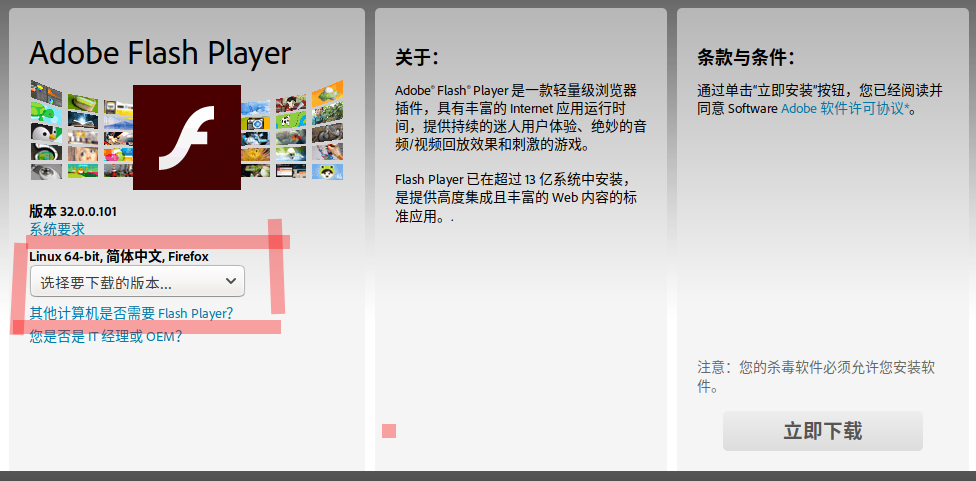 Adobe Flash Player
版本 32.0.0.101
系统要求
Linux 64-bit, 简体中文, Firefox
选择要下载的版本...
其他计算机是否需要 Flash Player?
您是否是 IT 经理或 OEM?
关于：
Adobe® Flash® Player 是一款轻量级浏览器
插件，具有丰富的 Internet 应用运行时
间，提供持续的迷人用户体验、绝妙的音
频/视频回放效果和刺激的游戏。
Flash Player 已在超过 13 亿系统中安装，
是提供高度集成且丰富的 Web 内容的标
准应用。.
条款与条件：
通过单击“立即安装”按钮，您已经阅读并
同意 Software Adobe 软件许可协议*。
注意：您的杀毒软件必须允许您安装软
件。
立即下载